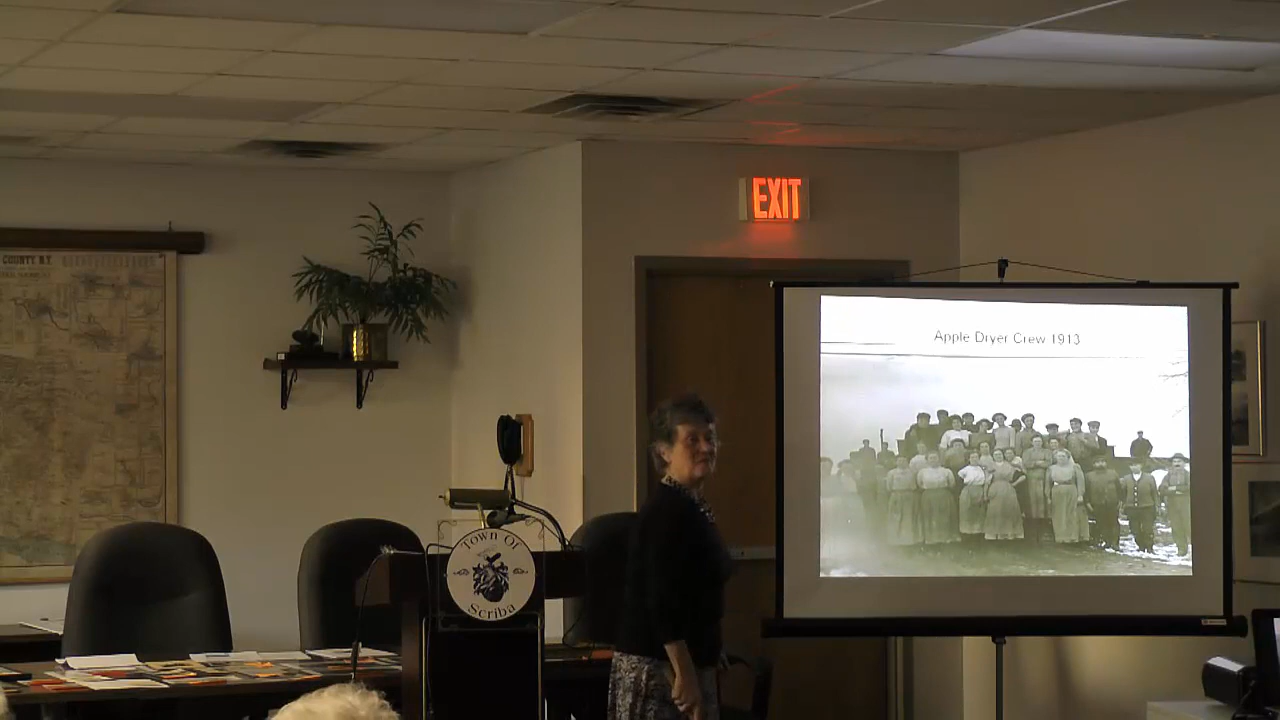 COUNTY N.Y.
EXIT
Apple Dryer Crew 1913
Town Of
Scriba